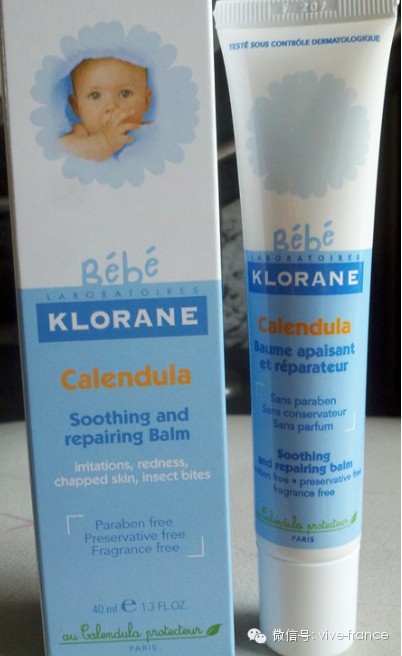 Bébé
LABORATOIRES
KLORANE
Calendula
Soothing and
repairing Balm
irritations, redness,
chapped skin, insect bites
Paraben free
Preservative free
Fragrance free
40 ml e 1.3 FL.OZ.
au Calendula protecteur
PARIS
TESTÉ SOUS CONTRÔLE DERMATOLOGIQUE
Bébé
LABORATOIRES
KLORANE
Calendula
Baume apaisant
et réparateur
Sans paraben
Sans conservateur
Sans parfum
Soothing
and repairing balm
free • preservative free
fragrance free
au Calendula protecteur
PARIS
微信号: vive-france